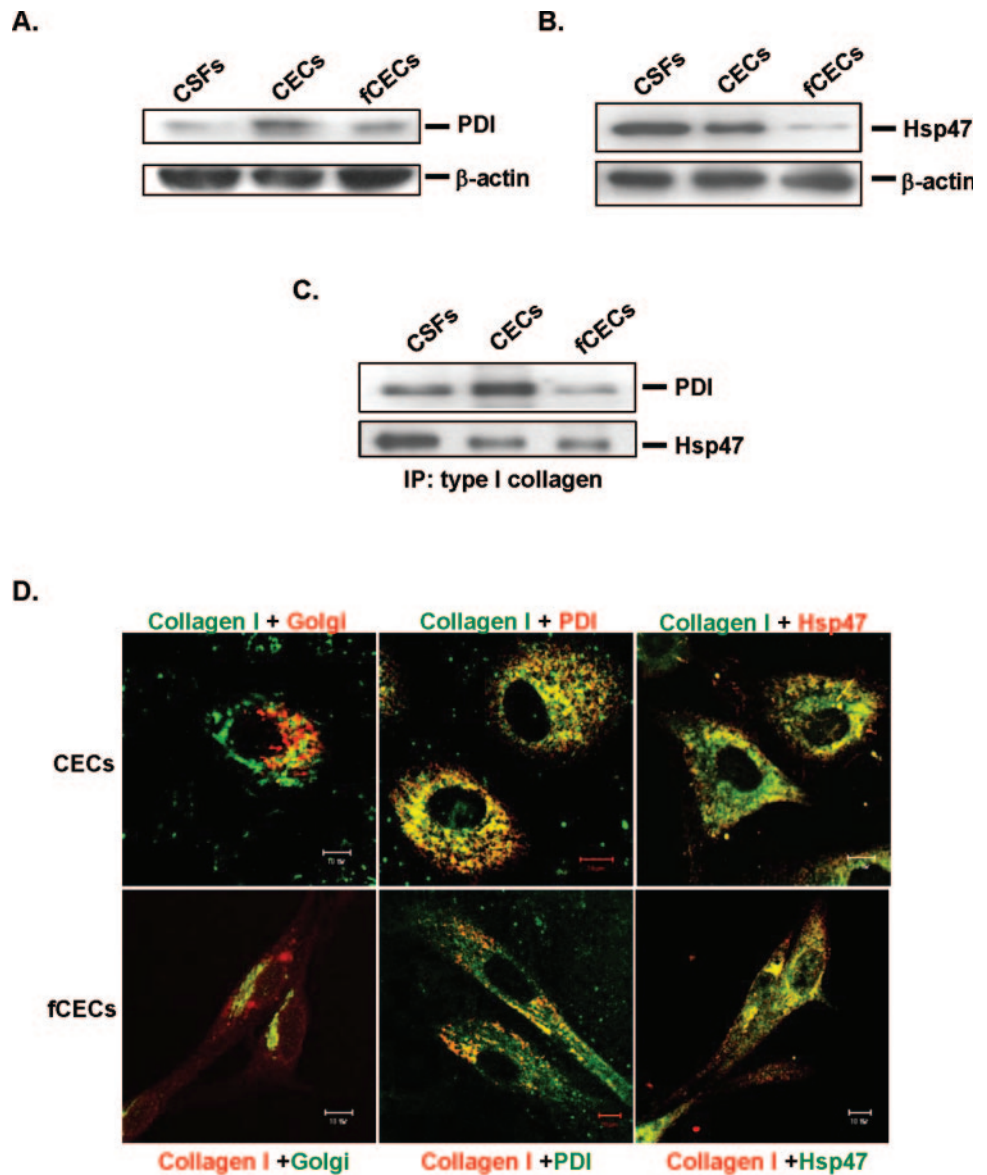 A.
CSFs CECs fCECs
PDI
β-actin
B.
CSFs CECs fCECs
Hsp47
β-actin
C.
CSFs CECs fCECs
PDI
Hsp47
IP: type I collagen
D.
Collagen I + Golgi Collagen I + PDI Collagen I + Hsp47
CECs
fCECs
Collagen I +Golgi Collagen I +PDI Collagen I +Hsp47